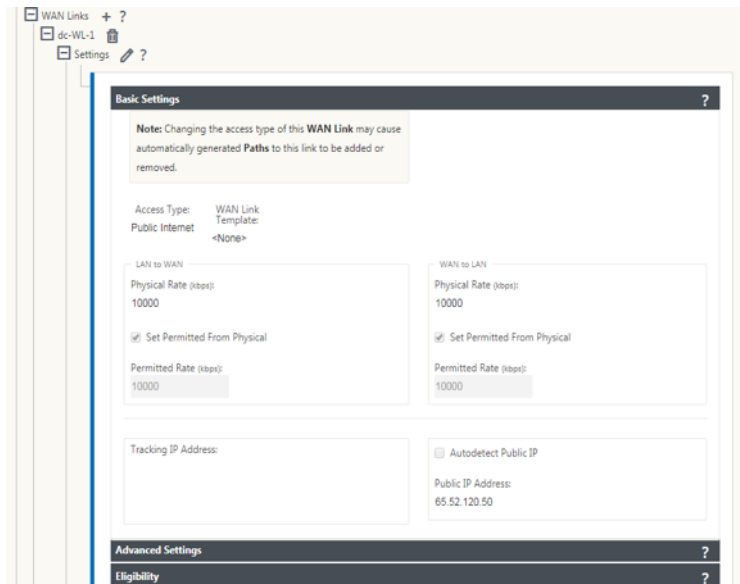 WAN Links + ?
dc-WL-1
Settings ?
Basic Settings ?
Note: Changing the access type of this WAN Link may cause
automatically generated Paths to this link to be added or
removed.
Access Type: WAN Link
Template:
Public Internet
<None>
LAN to WAN
Physical Rate (kbps):
10000
Set Permitted From Physical
Permitted Rate (kbps):
10000
WAN to LAN
Physical Rate (kbps):
10000
Set Permitted From Physical
Permitted Rate (kbps):
10000
Tracking IP Address:
Autodetect Public IP
Public IP Address:
65.52.120.50
Advanced Settings ?
Eligibility ?